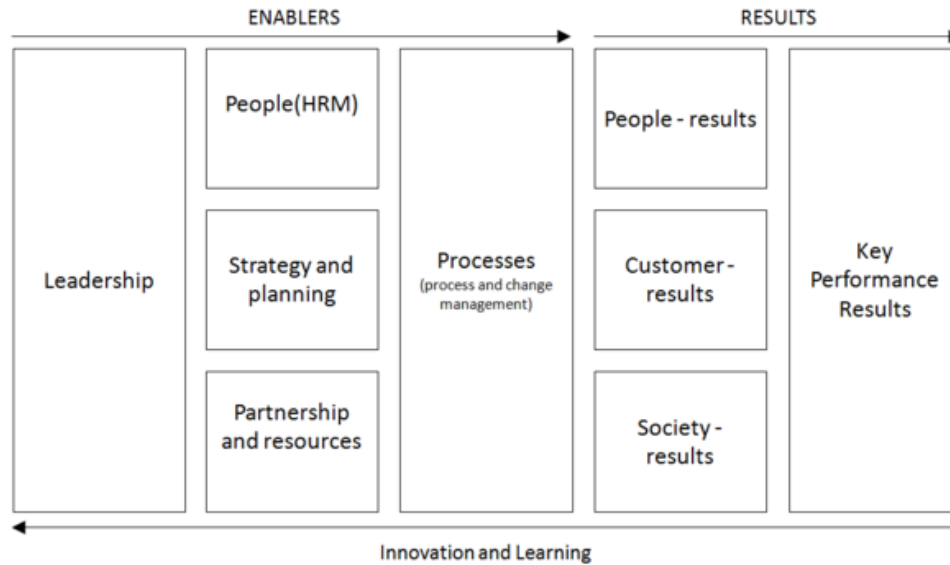 ENABLERS
RESULTS
Leadership
People(HRM)
Strategy and
planning
Partnership
and resources
Processes
(process and change
management)
People - results
Customer -
results
Society -
results
Key
Performance
Results
Innovation and Learning